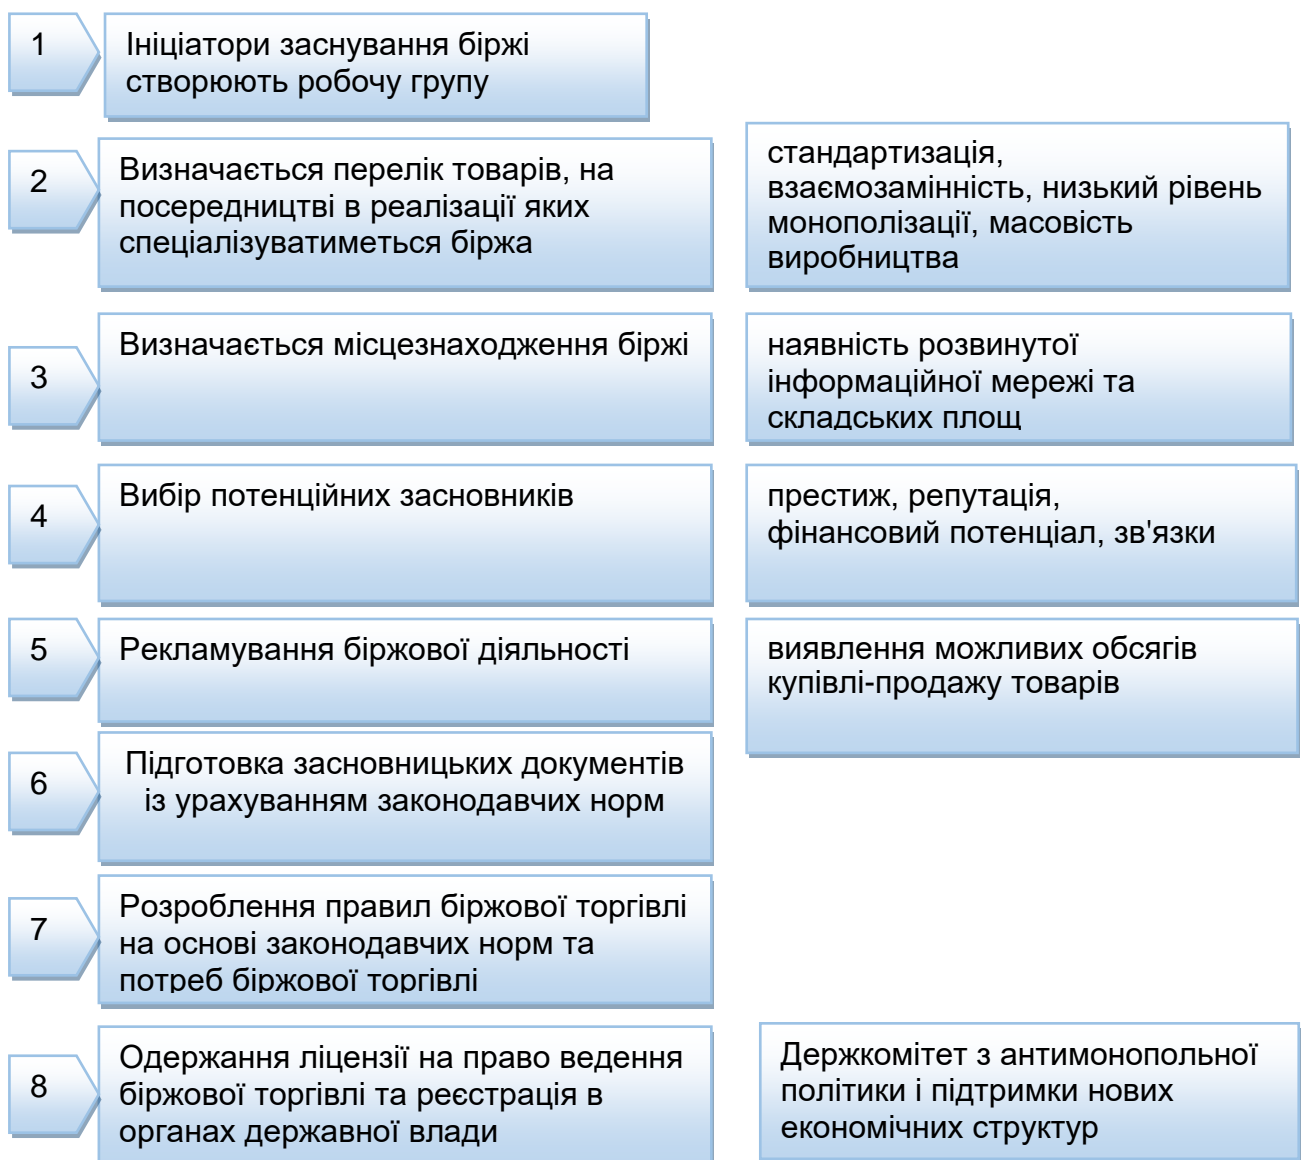 1
Ініціатори заснування біржі
створюють робочу групу
2
Визначається перелік товарів, на
посередництві в реалізації яких
спеціалізуватиметься біржа
стандартизація,
взаємозамінність, низький рівень
монополізації, масовість
виробництва
3
Визначається місцезнаходження біржі
наявність розвинутої
інформаційної мережі та
складських площ
4
Вибір потенційних засновників
престиж, репутація,
фінансовий потенціал, зв'язки
5
Рекламування біржової діяльності
виявлення можливих обсягів
купівлі-продажу товарів
6
Підготовка засновницьких документів
із урахуванням законодавчих норм
7
Розроблення правил біржової торгівлі
на основі законодавчих норм та
потреб біржової торгівлі
8
Одержання ліцензії на право ведення
біржової торгівлі та реєстрація в
органах державної влади
Держкомітет з антимонопольної
політики і підтримки нових
економічних структур